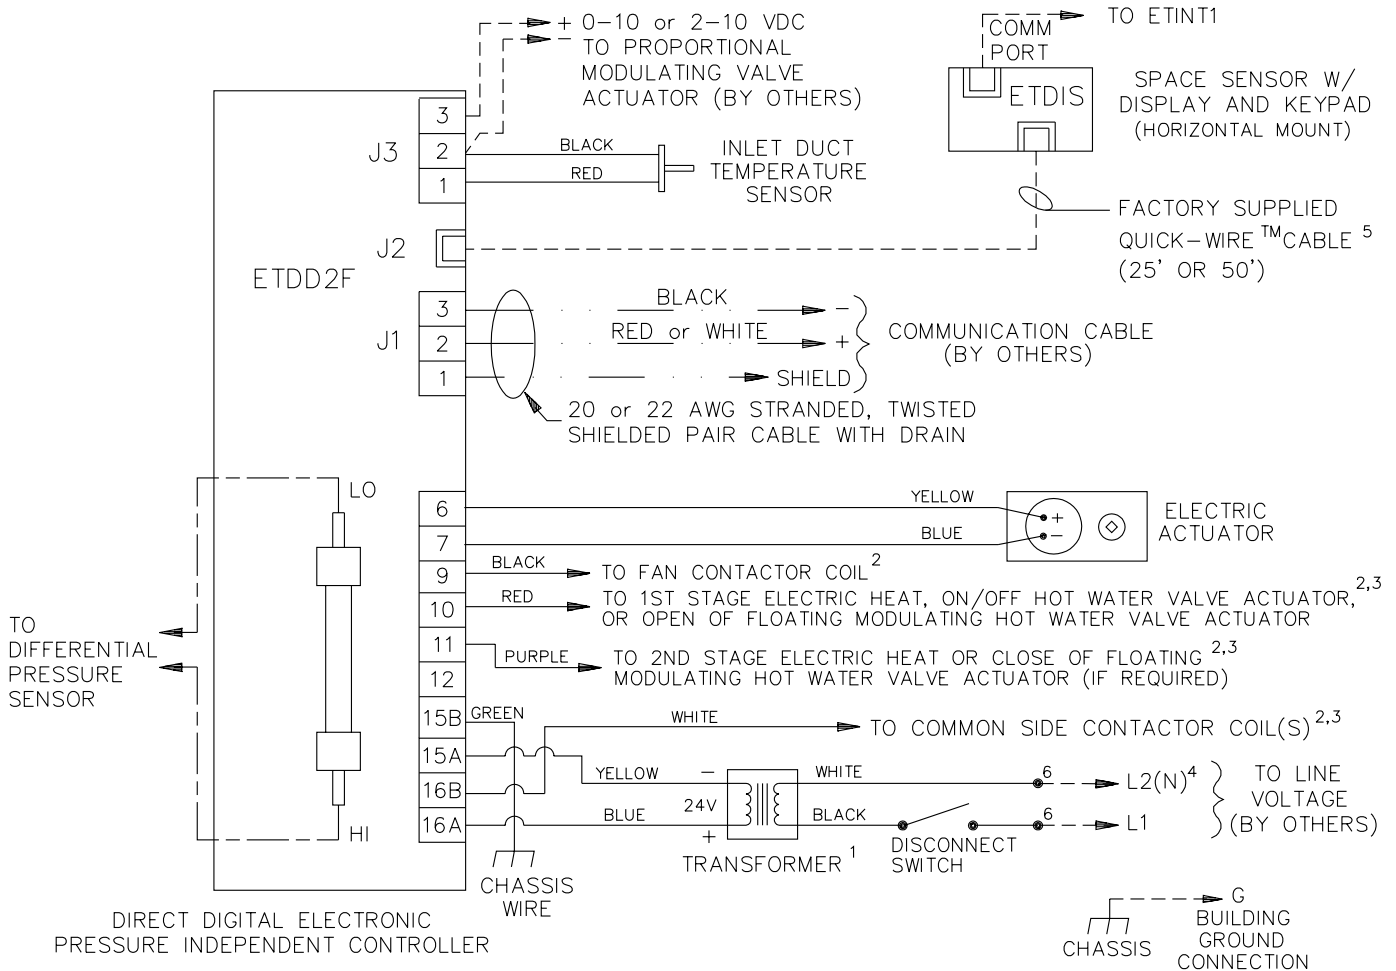 + 0-10 or 2-10 VDC
- TO PROPORTIONAL
MODULATING VALVE
ACTUATOR (BY OTHERS)
TO ETINT1
COMM
PORT
ETDIS
SPACE SENSOR W/
DISPLAY AND KEYPAD
(HORIZONTAL MOUNT)
J3
3
2
1
BLACK
RED
INLET DUCT
TEMPERATURE
SENSOR
FACTORY SUPPLIED
QUICK-WIRE™CABLE 5
(25' OR 50')
J2
ETDD2F
J1
3
2
1
BLACK
RED or WHITE
-
+
SHIELD
COMMUNICATION CABLE
(BY OTHERS)
20 or 22 AWG STRANDED, TWISTED
SHIELDED PAIR CABLE WITH DRAIN
LO
HI
TO
DIFFERENTIAL
PRESSURE
SENSOR
6
7
9
10
11
12
15B
15A
16B
16A
YELLOW
BLUE
+
-
ELECTRIC
ACTUATOR
BLACK
TO FAN CONTACTOR COIL 2
RED
TO 1ST STAGE ELECTRIC HEAT, ON/OFF HOT WATER VALVE ACTUATOR, 2,3
OR OPEN OF FLOATING MODULATING HOT WATER VALVE ACTUATOR
PURPLE
TO 2ND STAGE ELECTRIC HEAT OR CLOSE OF FLOATING 2,3
MODULATING HOT WATER VALVE ACTUATOR (IF REQUIRED)
GREEN
WHITE
TO COMMON SIDE CONTACTOR COIL(S) 2,3
YELLOW
-
24V
BLUE
+
TRANSFORMER 1
WHITE
6
L2(N) 4
BLACK
6
L1
DISCONNECT
SWITCH
TO LINE
VOLTAGE
(BY OTHERS)
CHASSIS
WIRE
DIRECT DIGITAL ELECTRONIC
PRESSURE INDEPENDENT CONTROLLER
CHASSIS
G
BUILDING
GROUND
CONNECTION